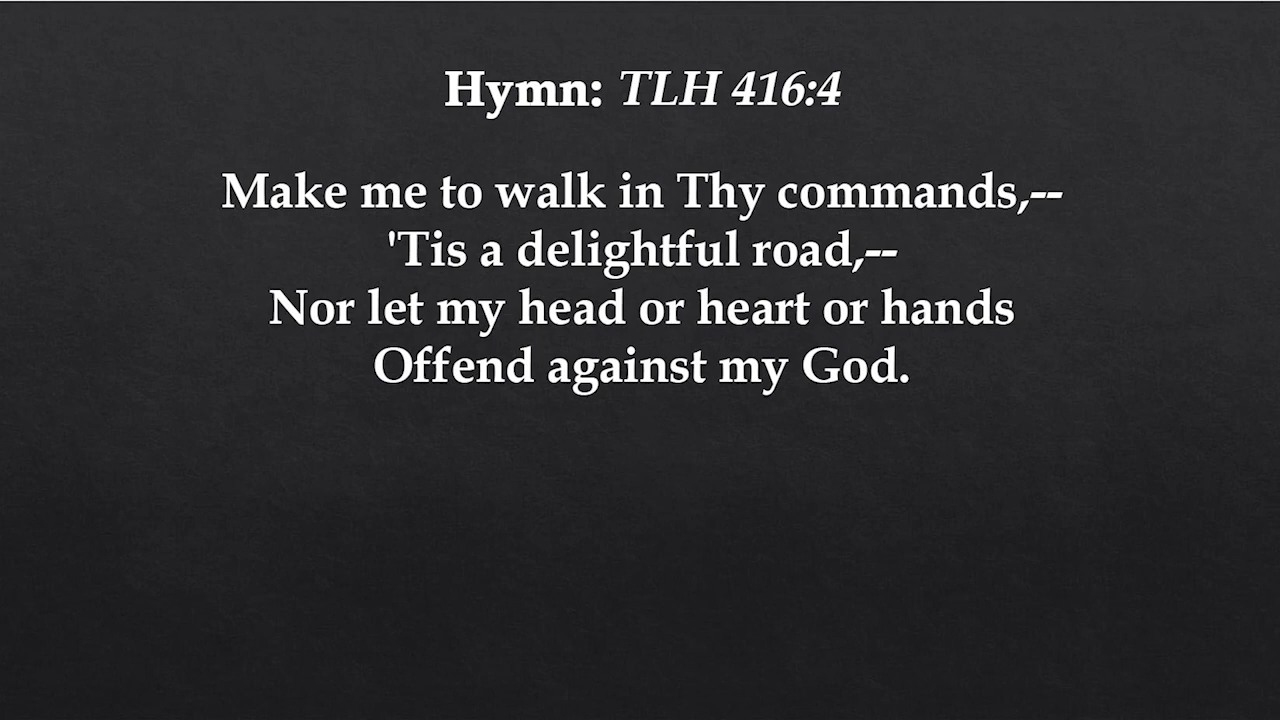 Hymn: TLH 416:4
Make me to walk in Thy commands,--
'Tis a delightful road,--
Nor let my head or heart or hands
Offend against my God.